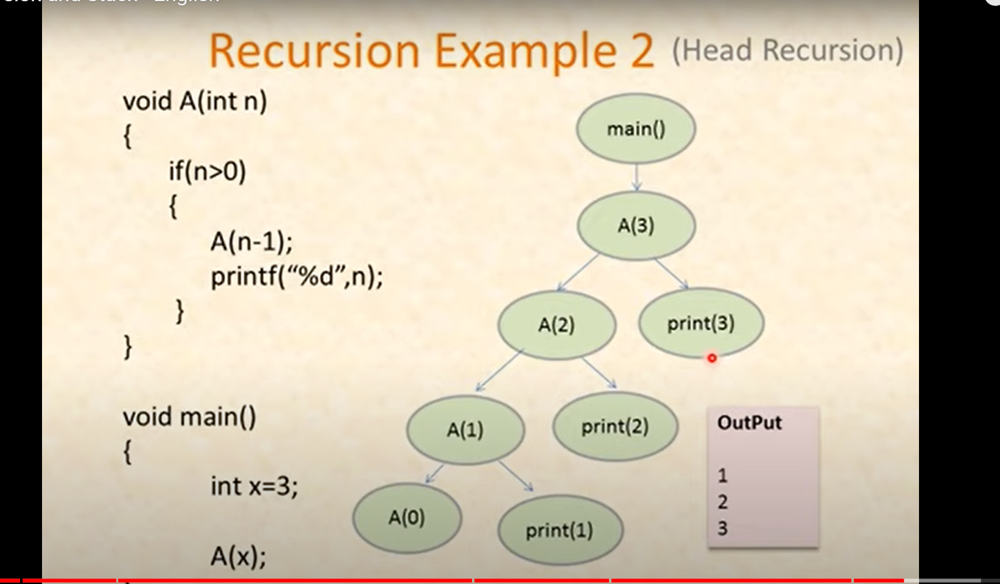 Recursion Example 2 (Head Recursion)
void A(int n)
{
if(n>0)
{
A(n-1);
printf(“%d”,n);
}
}
void main()
{
int x=3;
A(x);
main()
A(3)
A(2)
print(3)
A(1)
print(2)
A(0)
print(1)
OutPut
1
2
3